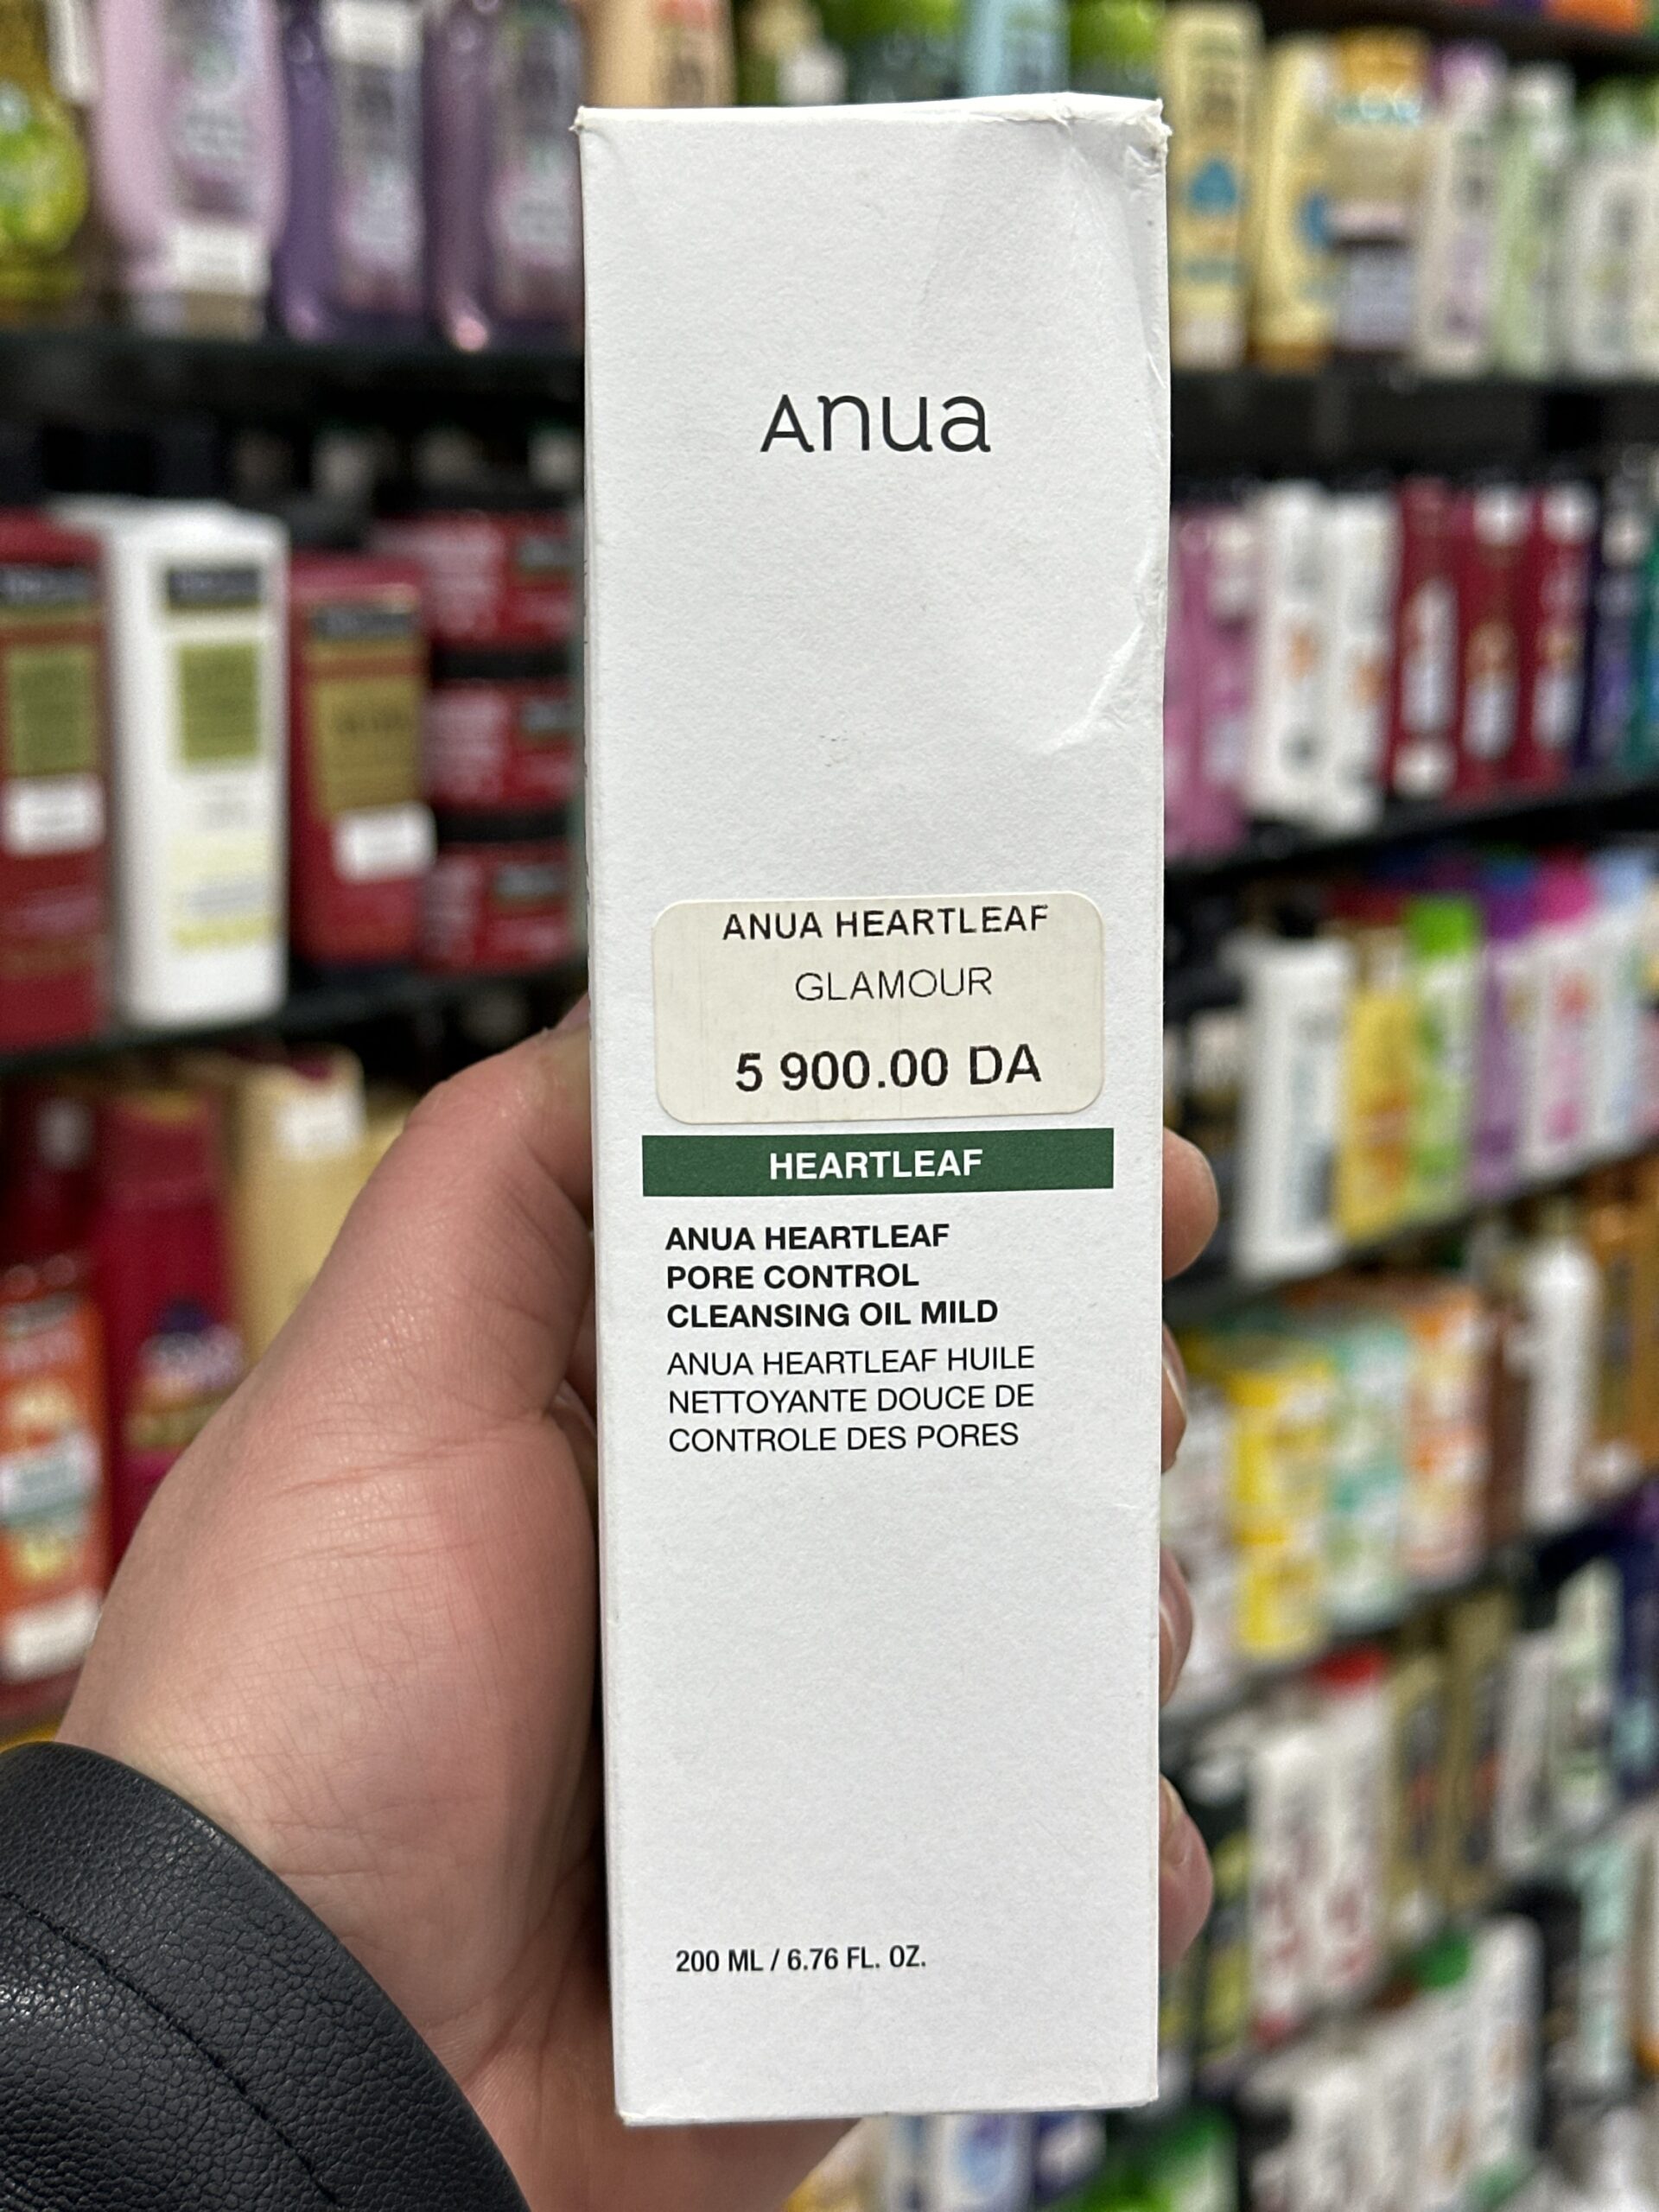 Anua
ANUA HEARTLEAF
GLAMOUR
5 900.00 DA
HEARTLEAF
ANUA HEARTLEAF
PORE CONTROL
CLEANSING OIL MILD
ANUA HEARTLEAF HUILE
NETTOYANTE DOUCE DE
CONTROLE DES PORES
200 ML / 6.76 FL. OZ.